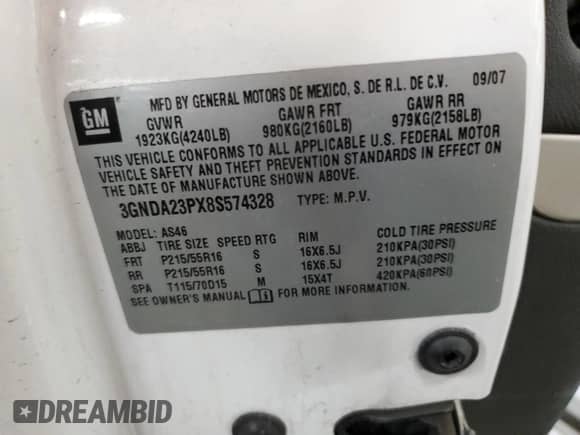 GM
MFD BY GENERAL MOTORS DE MEXICO, S. DE R.L. DE C.V. 09/07
GVWR GAWR FRT GAWR RR
1923KG(4240LB) 980KG(2160LB) 979KG(2158LB)
THIS VEHICLE CONFORMS TO ALL APPLICABLE U.S. FEDERAL MOTOR
VEHICLE SAFETY AND THEFT PREVENTION STANDARDS IN EFFECT ON
THE DATE OF MANUFACTURE SHOWN ABOVE.
3GNDA23PX8S574328 TYPE: M.P.V.
MODEL: AS46
ABBJ TIRE SIZE SPEED RTG RIM COLD TIRE PRESSURE
FRT P215/55R16 S 16X6.5J 210KPA(30PSI)
RR P215/55R16 S 16X6.5J 210KPA(30PSI)
SPA T115/70D15 M 15X4T 420KPA(60PSI)
SEE OWNER'S MANUAL FOR MORE INFORMATION.
DREAMBID